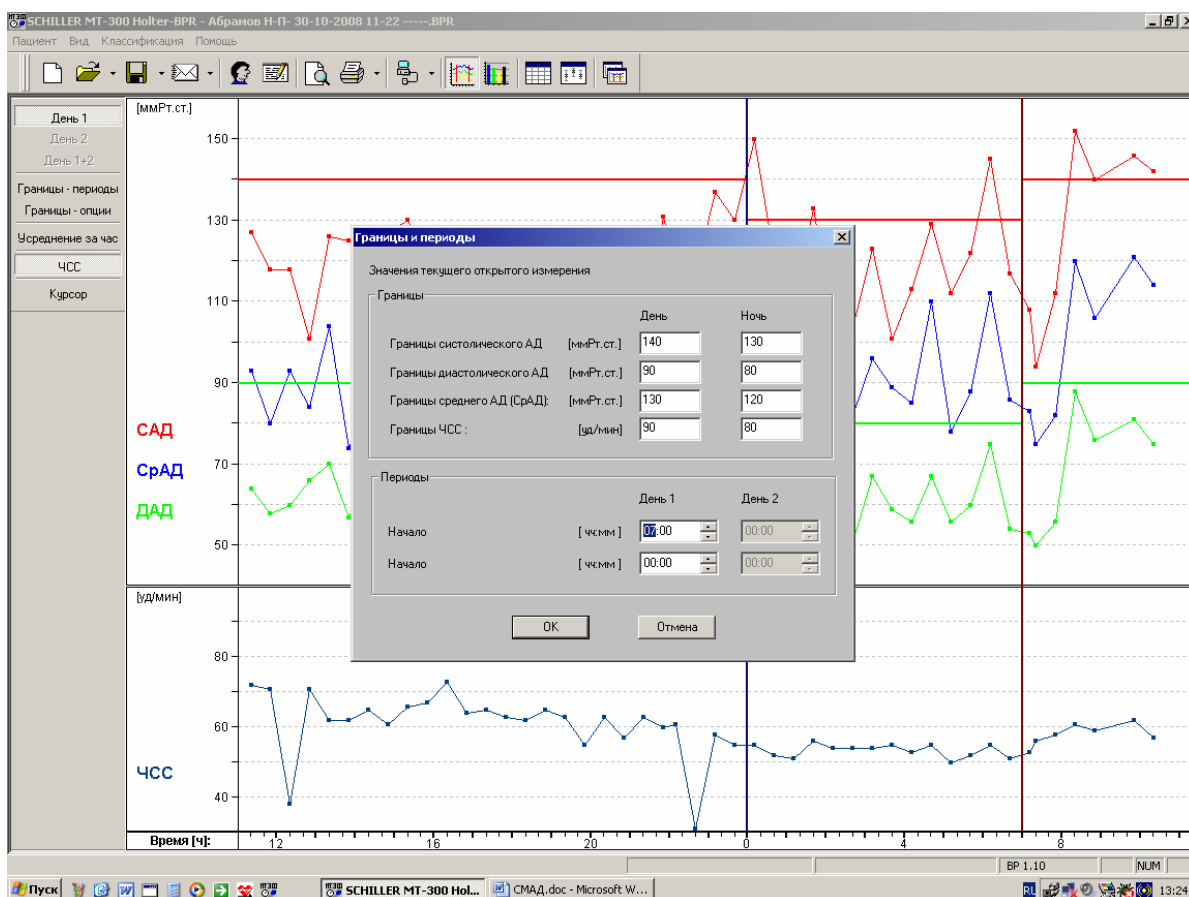 SCHILLER MT-300 Holter-BPR - Абрамов Н-П- 30-10-2008 11-22 -----.BPR
Пациент Вид Классификация Помощь
День 1
День 2
День 1+2
Границы - периоды
Границы - опции
Усреднение за час
ЧСС
Курсор
[ммРт.ст.]
150
130
110
90
70
50
САД
СрАД
ДАД
Границы и периоды
Значения текущего открытого измерения
Границы
День Ночь
Границы систолического АД [ммРт.ст.] 140 130
Границы диастолического АД [ммРт.ст.] 90 80
Границы среднего АД (СрАД): [ммРт.ст.] 130 120
Границы ЧСС : [уд/мин] 90 80
Периоды
День 1 День 2
Начало [ чч:мм ] 07:00 00:00
Начало [ чч:мм ] 00:00 00:00
OK Отмена
[уд/мин]
80
60
40
ЧСС
Время [ч]: 12 16 20 0 4 8
BP 1.10 NUM
Пуск SCHILLER MT-300 Hol... СМАД.doc - Microsoft W... RL 13:24